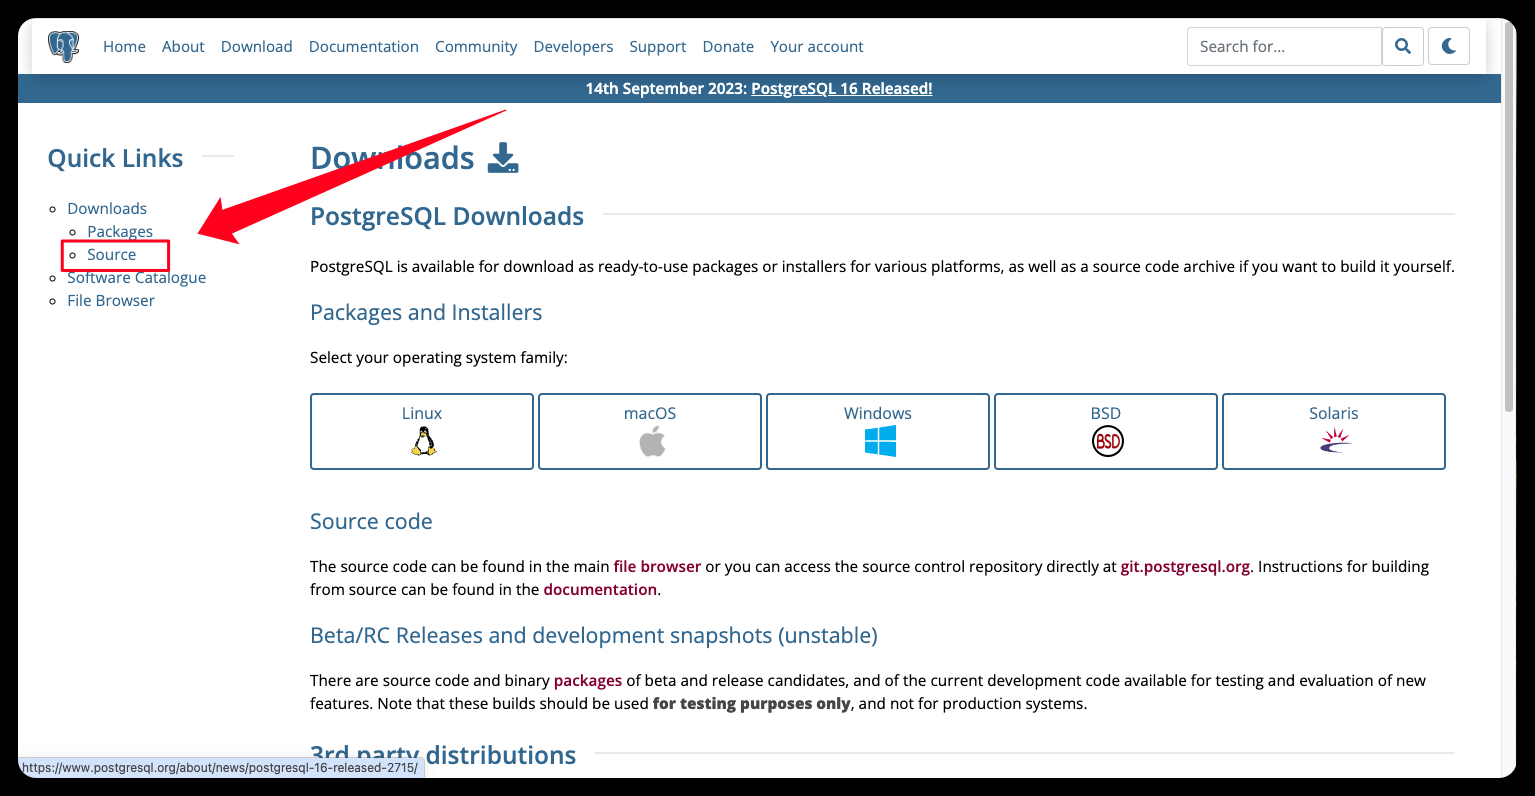 Home About Download Documentation Community Developers Support Donate Your account
Search for...
14th September 2023: PostgreSQL 16 Released!
Quick Links
Downloads
Packages
Source
Software Catalogue
File Browser
Downloads
PostgreSQL Downloads
PostgreSQL is available for download as ready-to-use packages or installers for various platforms, as well as a source code archive if you want to build it yourself.
Packages and Installers
Select your operating system family:
Linux
macOS
Windows
BSD
BSD
Solaris
Source code
The source code can be found in the main file browser or you can access the source control repository directly at git.postgresql.org. Instructions for building
from source can be found in the documentation.
Beta/RC Releases and development snapshots (unstable)
There are source code and binary packages of beta and release candidates, and of the current development code available for testing and evaluation of new
features. Note that these builds should be used for testing purposes only, and not for production systems.
3rd party distributions
https://www.postgresql.org/about/news/postgresql-16-released-2715/